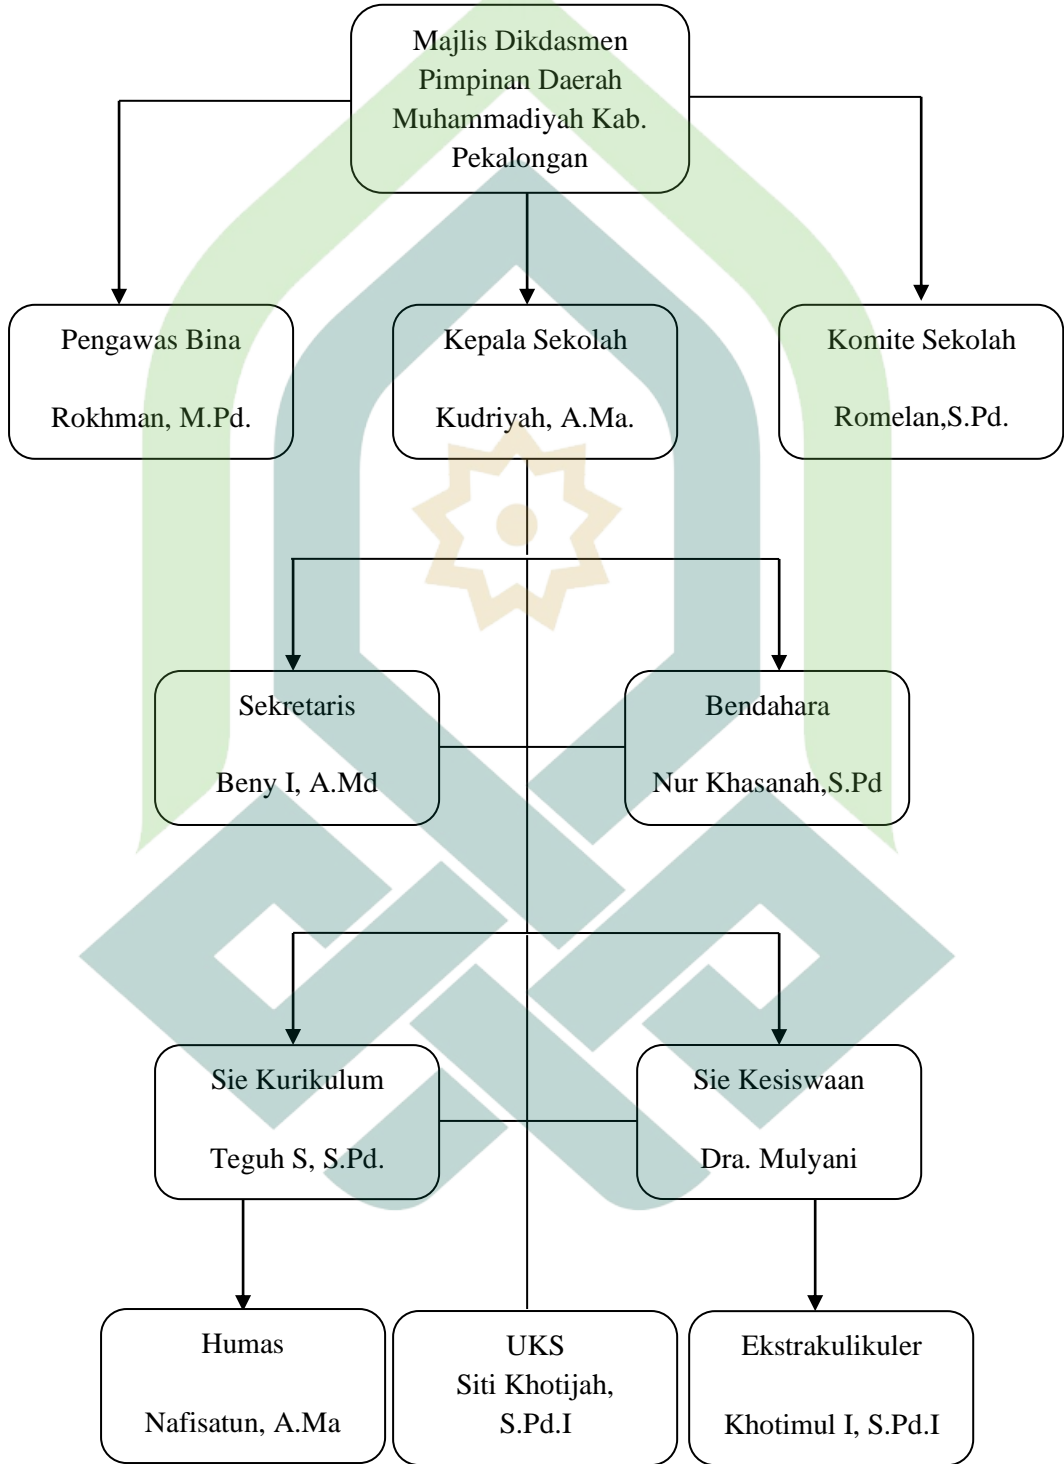 Majlis Dikdasmen
Pimpinan Daerah
Muhammadiyah Kab.
Pekalongan
Pengawas Bina
Rokhman, M.Pd.
Kepala Sekolah
Kudriyah, A.Ma.
Komite Sekolah
Romelan,S.Pd.
Sekretaris
Beny I, A.Md
Bendahara
Nur Khasanah,S.Pd
Sie Kurikulum
Teguh S, S.Pd.
Sie Kesiswaan
Dra. Mulyani
Humas
Nafisatun, A.Ma
UKS
Siti Khotijah,
S.Pd.I
Ekstrakulikuler
Khotimul I, S.Pd.I